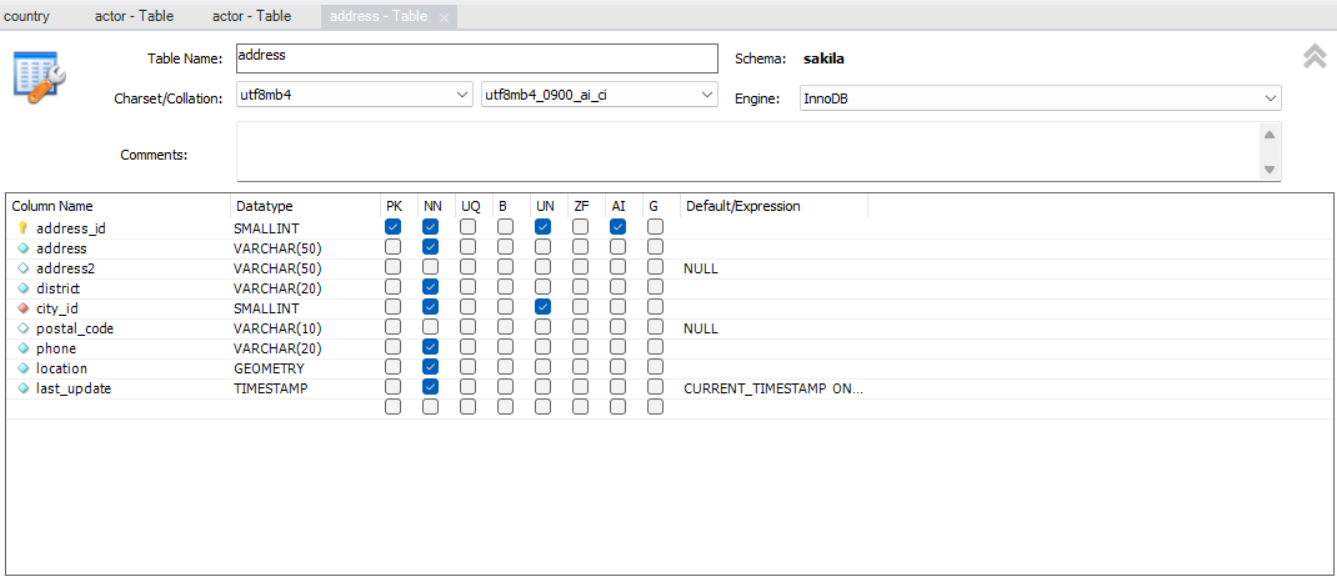 country actor - Table actor - Table address - Table ×
Table Name: address Schema: sakila
Charset/Collation: utf8mb4 utf8mb4_0900_ai_ci Engine: InnoDB
Comments:
Column Name Datatype PK NN UQ B UN ZF AI G Default/Expression
address_id SMALLINT
address VARCHAR(50)
address2 VARCHAR(50) NULL
district VARCHAR(20)
city_id SMALLINT
postal_code VARCHAR(10) NULL
phone VARCHAR(20)
location GEOMETRY
last_update TIMESTAMP CURRENT_TIMESTAMP ON...